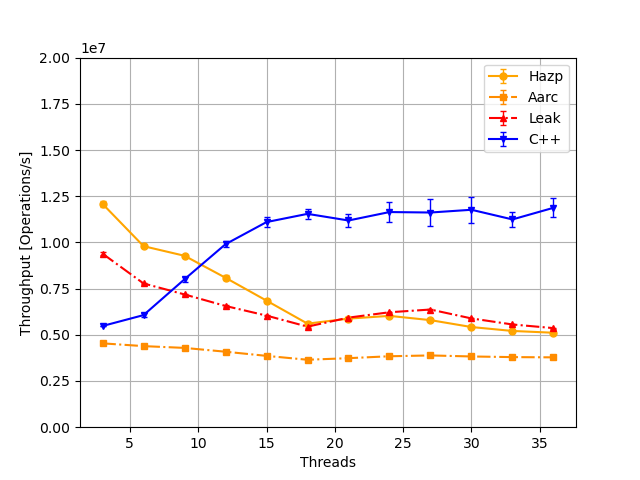 1e7
2.00
1.75
1.50
1.25
1.00
0.75
0.50
0.25
0.00
Throughput [Operations/s]
Hazp
Aarc
Leak
C++
5 10 15 20 25 30 35
Threads